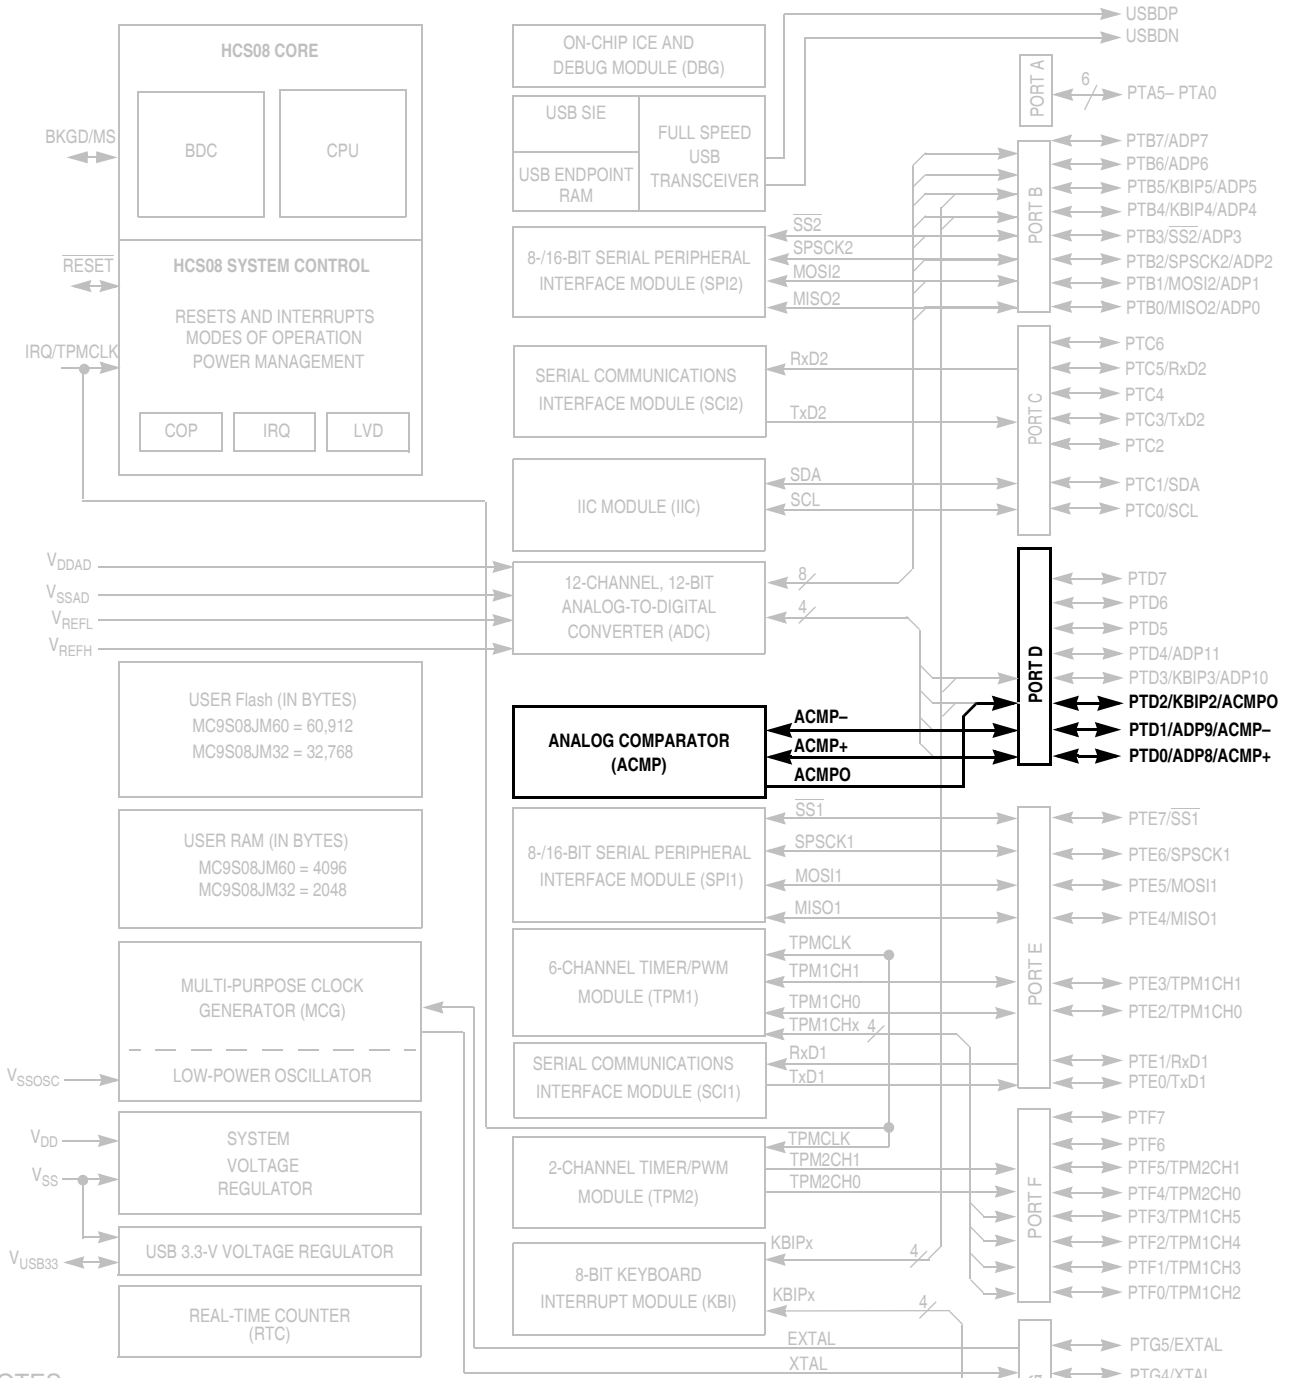 HCS08 CORE
BDC
CPU
BKGD/MS
HCS08 SYSTEM CONTROL
RESET
RESETS AND INTERRUPTS
MODES OF OPERATION
POWER MANAGEMENT
IRQ/TPMCLK
COP
IRQ
LVD
VDDAD
VSSAD
VREFL
VREFH
USER Flash (IN BYTES)
MC9S08JM60 = 60,912
MC9S08JM32 = 32,768
USER RAM (IN BYTES)
MC9S08JM60 = 4096
MC9S08JM32 = 2048
MULTI-PURPOSE CLOCK
GENERATOR (MCG)
LOW-POWER OSCILLATOR
VSSOSC
VDD
VSS
SYSTEM
VOLTAGE
REGULATOR
USB 3.3-V VOLTAGE REGULATOR
VUSB33
REAL-TIME COUNTER
(RTC)
ON-CHIP ICE AND
DEBUG MODULE (DBG)
USB SIE
USB ENDPOINT
RAM
FULL SPEED
USB
TRANSCEIVER
8-/16-BIT SERIAL PERIPHERAL
INTERFACE MODULE (SPI2)
SS2
SPSCK2
MOSI2
MISO2
SERIAL COMMUNICATIONS
INTERFACE MODULE (SCI2)
RxD2
TxD2
IIC MODULE (IIC)
SDA
SCL
12-CHANNEL, 12-BIT
ANALOG-TO-DIGITAL
CONVERTER (ADC)
8
4
ANALOG COMPARATOR
(ACMP)
ACMP–
ACMP+
ACMPO
8-/16-BIT SERIAL PERIPHERAL
INTERFACE MODULE (SPI1)
SS1
SPSCK1
MOSI1
MISO1
6-CHANNEL TIMER/PWM
MODULE (TPM1)
TPMCLK
TPM1CH1
TPM1CH0
TPM1CHx 4
SERIAL COMMUNICATIONS
INTERFACE MODULE (SCI1)
RxD1
TxD1
2-CHANNEL TIMER/PWM
MODULE (TPM2)
TPMCLK
TPM2CH1
TPM2CH0
8-BIT KEYBOARD
INTERRUPT MODULE (KBI)
KBIPx
4
KBIPx
4
EXTAL
XTAL
USBDP
USBDN
PORT A
6
PTA5– PTA0
PORT B
PTB7/ADP7
PTB6/ADP6
PTB5/KBIP5/ADP5
PTB4/KBIP4/ADP4
PTB3/SS2/ADP3
PTB2/SPSCK2/ADP2
PTB1/MOSI2/ADP1
PTB0/MISO2/ADP0
PORT C
PTC6
PTC5/RxD2
PTC4
PTC3/TxD2
PTC2
PTC1/SDA
PTC0/SCL
PORT D
PTD7
PTD6
PTD5
PTD4/ADP11
PTD3/KBIP3/ADP10
PTD2/KBIP2/ACMPO
PTD1/ADP9/ACMP–
PTD0/ADP8/ACMP+
PORT E
PTE7/SS1
PTE6/SPSCK1
PTE5/MOSI1
PTE4/MISO1
PTE3/TPM1CH1
PTE2/TPM1CH0
PTE1/RxD1
PTE0/TxD1
PORT F
PTF7
PTF6
PTF5/TPM2CH1
PTF4/TPM2CH0
PTF3/TPM1CH5
PTF2/TPM1CH4
PTF1/TPM1CH3
PTF0/TPM1CH2
PTG5/EXTAL
PTG4/XTAL